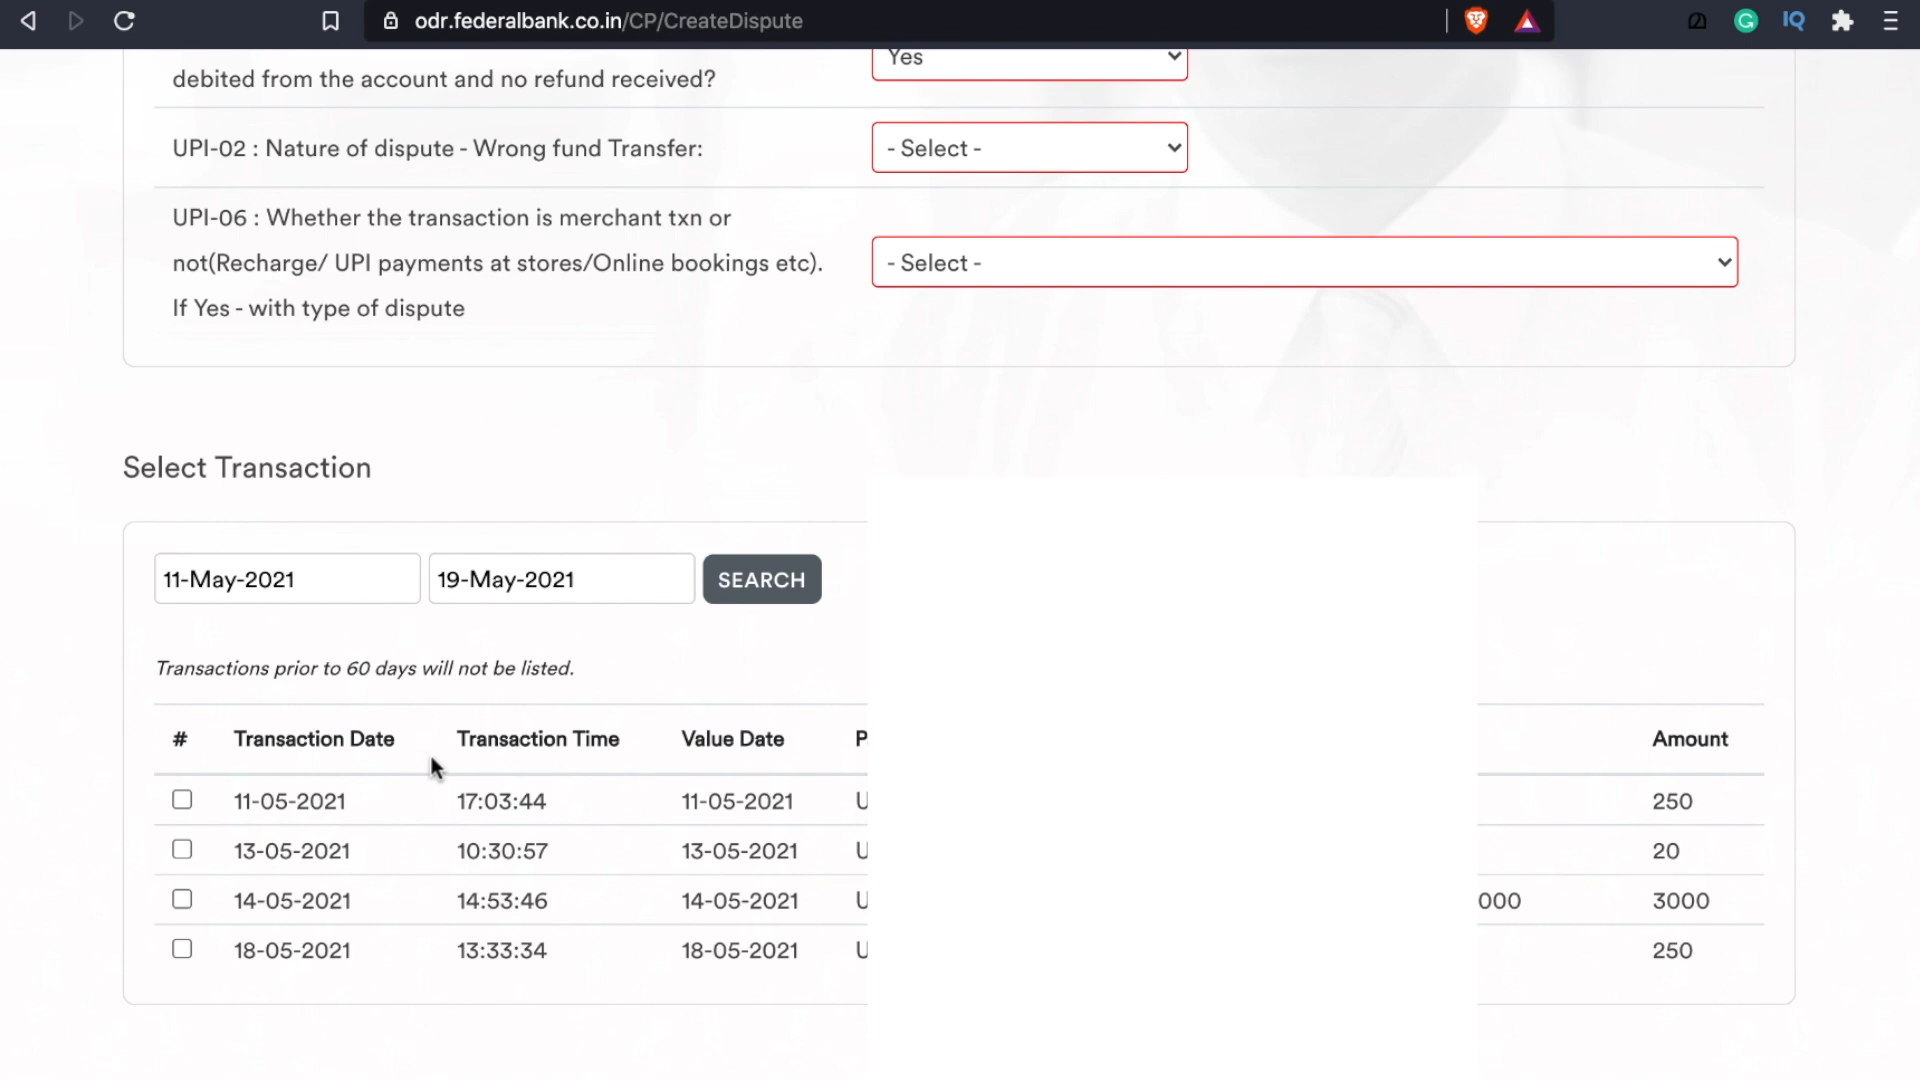 odr.federalbank.co.in/CP/CreateDispute
IQ
Yes
debited from the account and no refund received?
UPI-02 : Nature of dispute - Wrong fund Transfer:
- Select -
UPI-06 : Whether the transaction is merchant txn or
not(Recharge/ UPI payments at stores/Online bookings etc).
If Yes - with type of dispute
- Select -
Select Transaction
11-May-2021 19-May-2021 SEARCH
Transactions prior to 60 days will not be listed.
# Transaction Date Transaction Time Value Date P Amount
11-05-2021 17:03:44 11-05-2021 U 250
13-05-2021 10:30:57 13-05-2021 U 20
14-05-2021 14:53:46 14-05-2021 U 000 3000
18-05-2021 13:33:34 18-05-2021 U 250